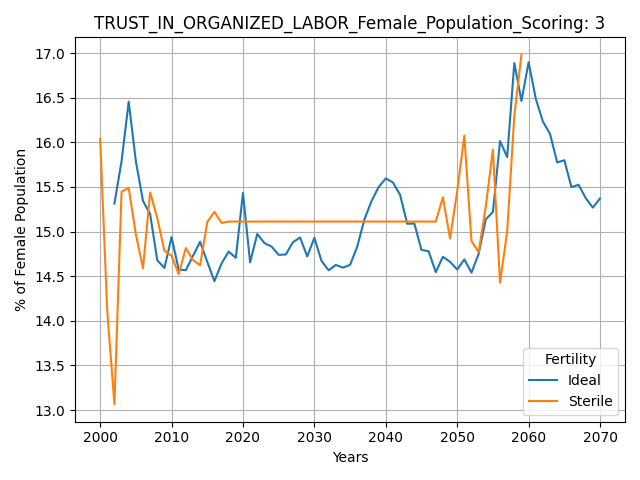 TRUST_IN_ORGANIZED_LABOR_Female_Population_Scoring: 3
17.0
16.5
16.0
15.5
15.0
14.5
14.0
13.5
13.0
% of Female Population
2000 2010 2020 2030 2040 2050 2060 2070
Years
Fertility
Ideal
Sterile